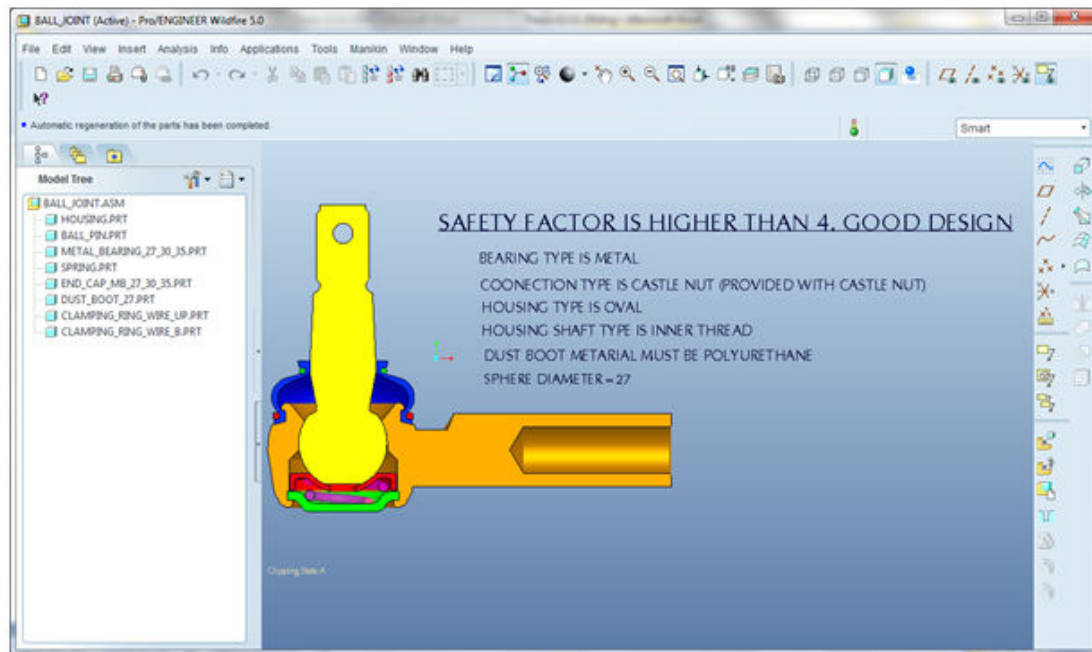 BALL_JOINT (Active) - Pro/ENGINEER Wildfire 5.0
File Edit View Insert Analysis Info Applications Tools Manikin Window Help
Automatic regeneration of the parts has been completed.
Smart
Model Tree
BALL_JOINT.ASM
HOUSING.PRT
BALL_PIN.PRT
METAL_BEARING_27_30_35.PRT
SPRING.PRT
END_CAP_MB_27_30_35.PRT
DUST_BOOT_27.PRT
CLAMPING_RING_WIRE_UP.PRT
CLAMPING_RING_WIRE_B.PRT
SAFETY FACTOR IS HIGHER THAN 4. GOOD DESIGN
BEARING TYPE IS METAL
COONECTION TYPE IS CASTLE NUT (PROVIDED WITH CASTLE NUT)
HOUSING TYPE IS OVAL
HOUSING SHAFT TYPE IS INNER THREAD
DUST BOOT METARIAL MUST BE POLYURETHANE
SPHERE DIAMETER = 27